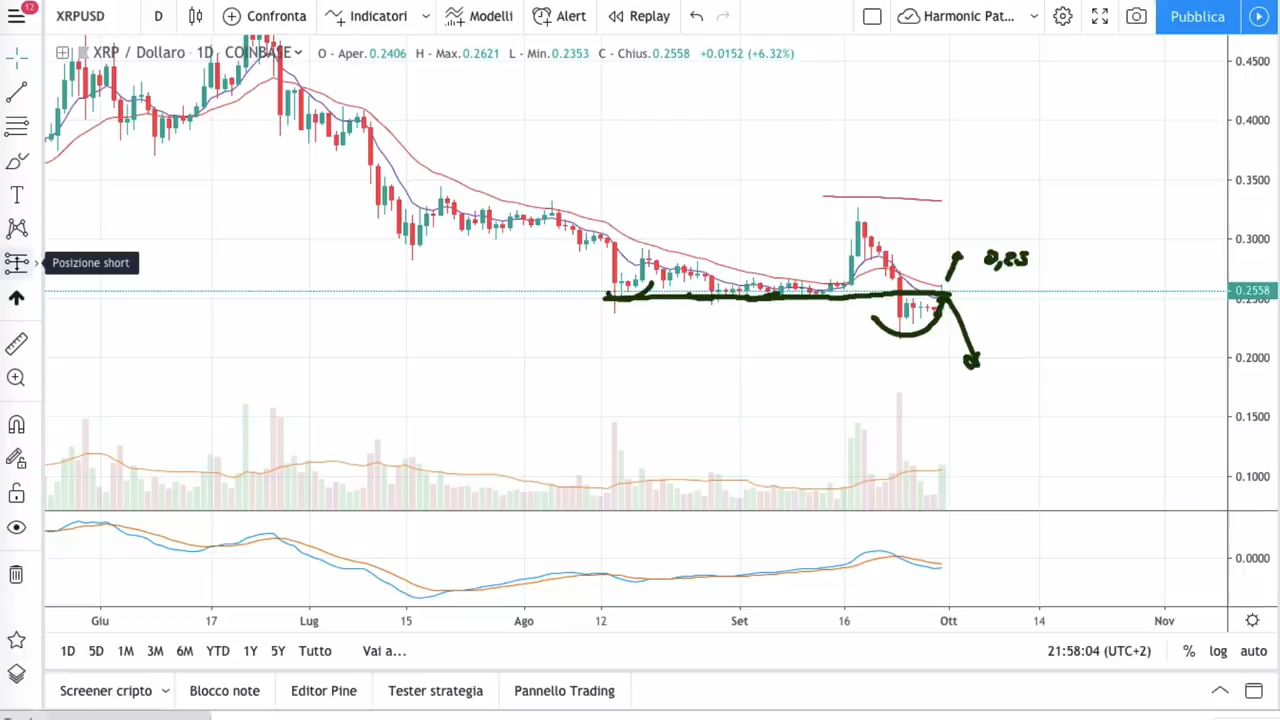 12
XRPUSD
D
Confronta
Indicatori
Modelli
Alert
Replay
Harmonic Pat...
Pubblica
XRP / Dollaro · 1D · COINBASE
O - Aper.0.2406 H - Max.0.2621 L - Min.0.2353 C - Chius.0.2558 +0.0152 (+6.32%)
0.4500
0.4000
0.3500
0.3000
0.2558
0.2500
0.2000
0.1500
0.1000
0.0000
Posizione short
Giu 17 Lug 15 Ago 12 Set 16 Ott 14 Nov
1D 5D 1M 3M 6M YTD 1Y 5Y Tutto Vai a...
21:58:04 (UTC+2) % log auto
Screener cripto Blocco note Editor Pine Tester strategia Pannello Trading